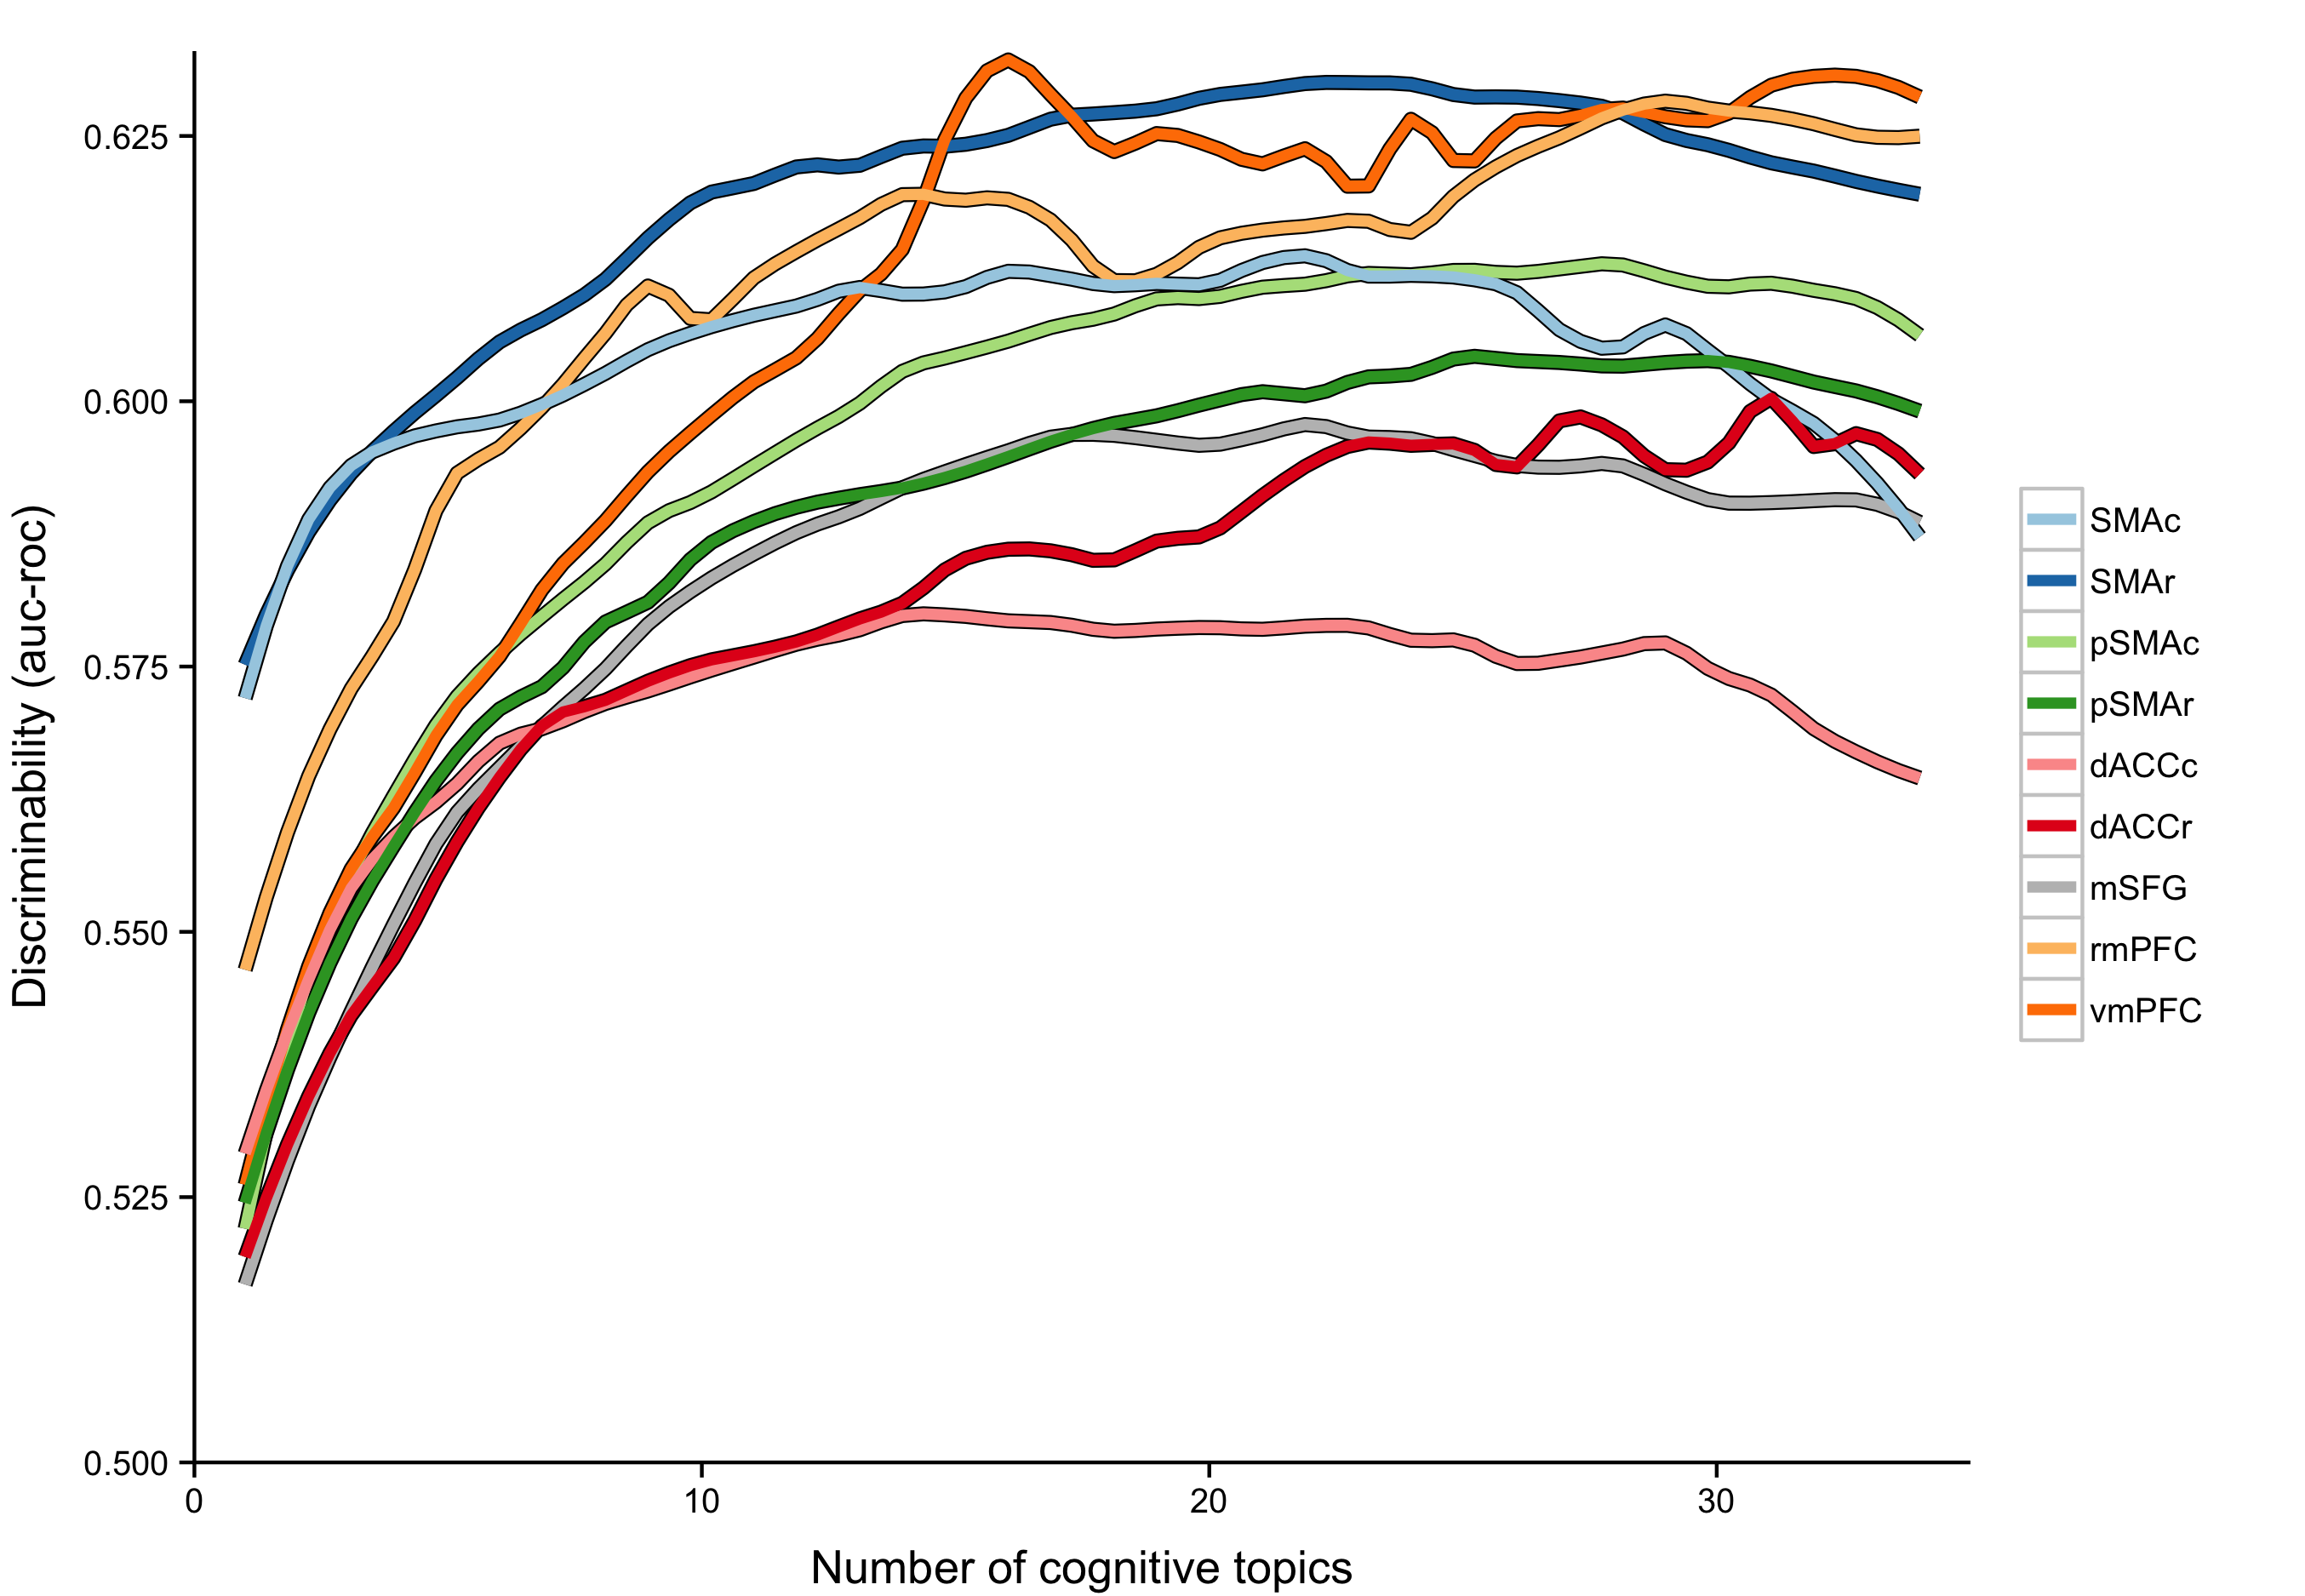 Discriminability (auc-roc)
0.625
0.600
0.575
0.550
0.525
0.500
0
10
20
30
Number of cognitive topics
SMAc
SMAr
pSMAc
pSMAr
dACCc
dACCr
mSFG
rmPFC
vmPFC